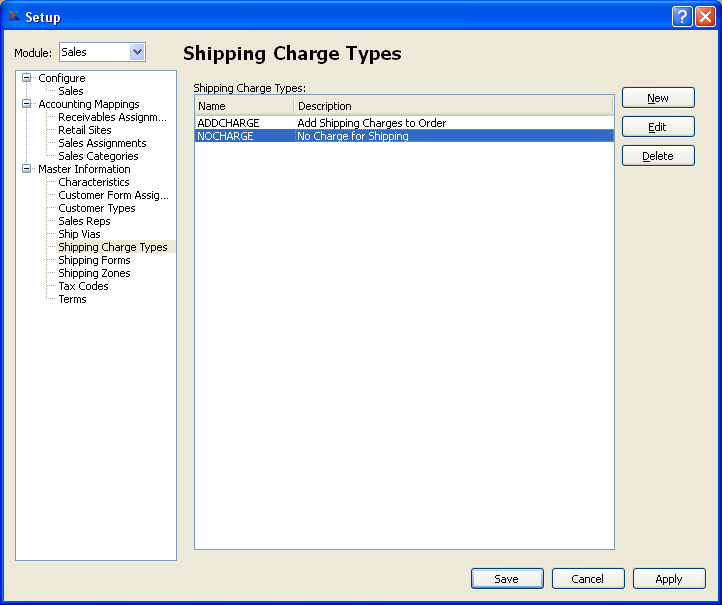 Setup
Module: Sales
Shipping Charge Types
Configure
Sales
Accounting Mappings
Receivables Assignm...
Retail Sites
Sales Assignments
Sales Categories
Master Information
Characteristics
Customer Form Assig...
Customer Types
Sales Reps
Ship Vias
Shipping Charge Types
Shipping Forms
Shipping Zones
Tax Codes
Terms
Shipping Charge Types:
Name Description
ADDCHARGE Add Shipping Charges to Order
NOCHARGE No Charge for Shipping
New
Edit
Delete
Save Cancel Apply